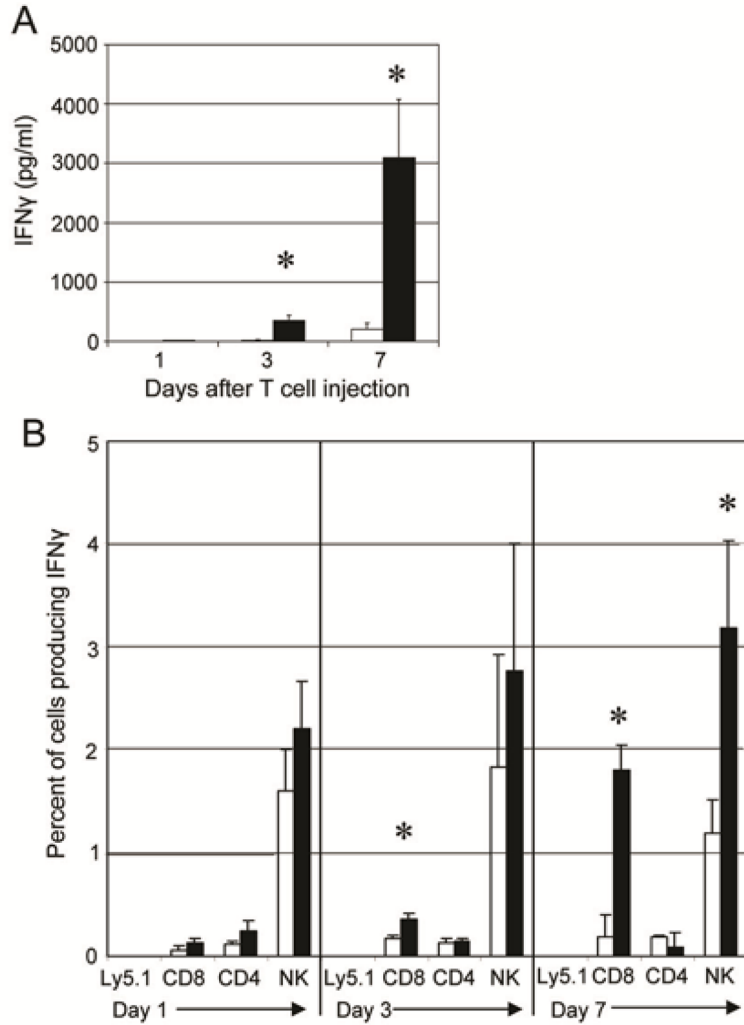 A
5000
4000
3000
2000
1000
0
IFNγ (pg/ml)
*
*
1 3 7
Days after T cell injection
B
5
4
3
2
1
0
Percent of cells producing IFNγ
*
*
*
Ly5.1 CD8 CD4 NK Ly5.1 CD8 CD4 NK Ly5.1 CD8 CD4 NK
Day 1 Day 3 Day 7